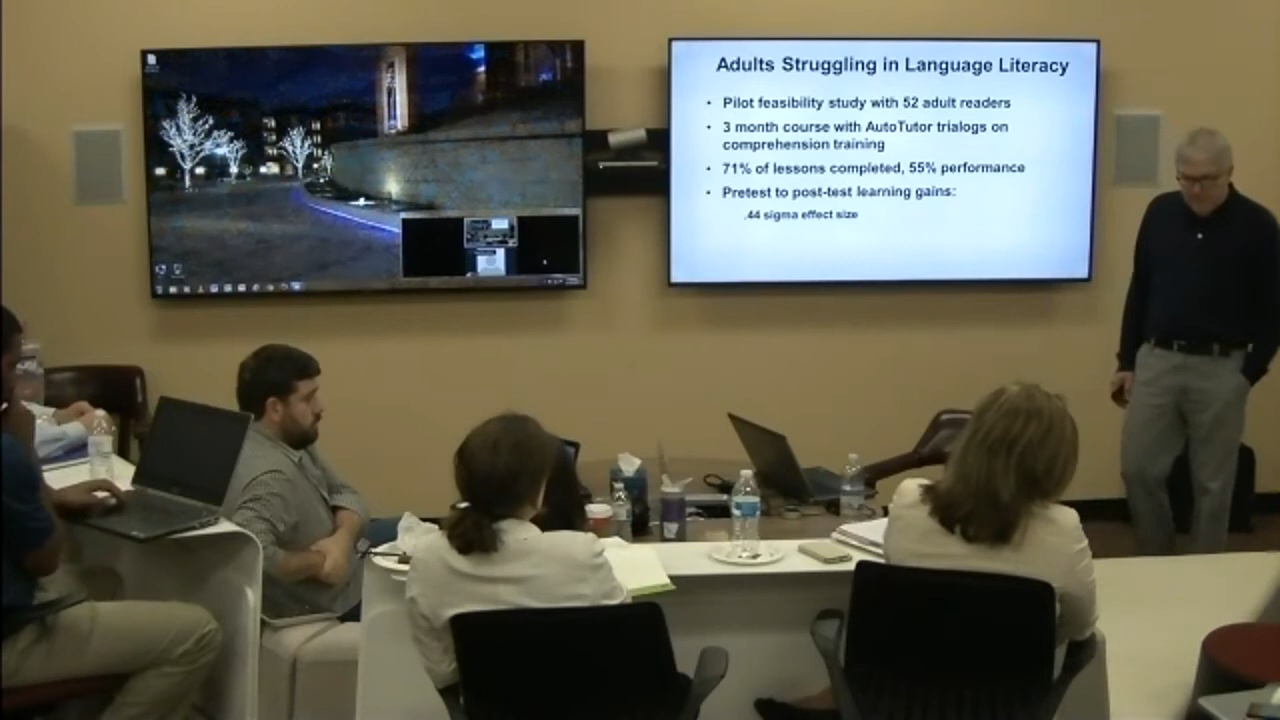 Adults Struggling in Language Literacy
• Pilot feasibility study with 52 adult readers
• 3 month course with AutoTutor trialogs on
comprehension training
• 71% of lessons completed, 55% performance
• Pretest to post-test learning gains:
.44 sigma effect size